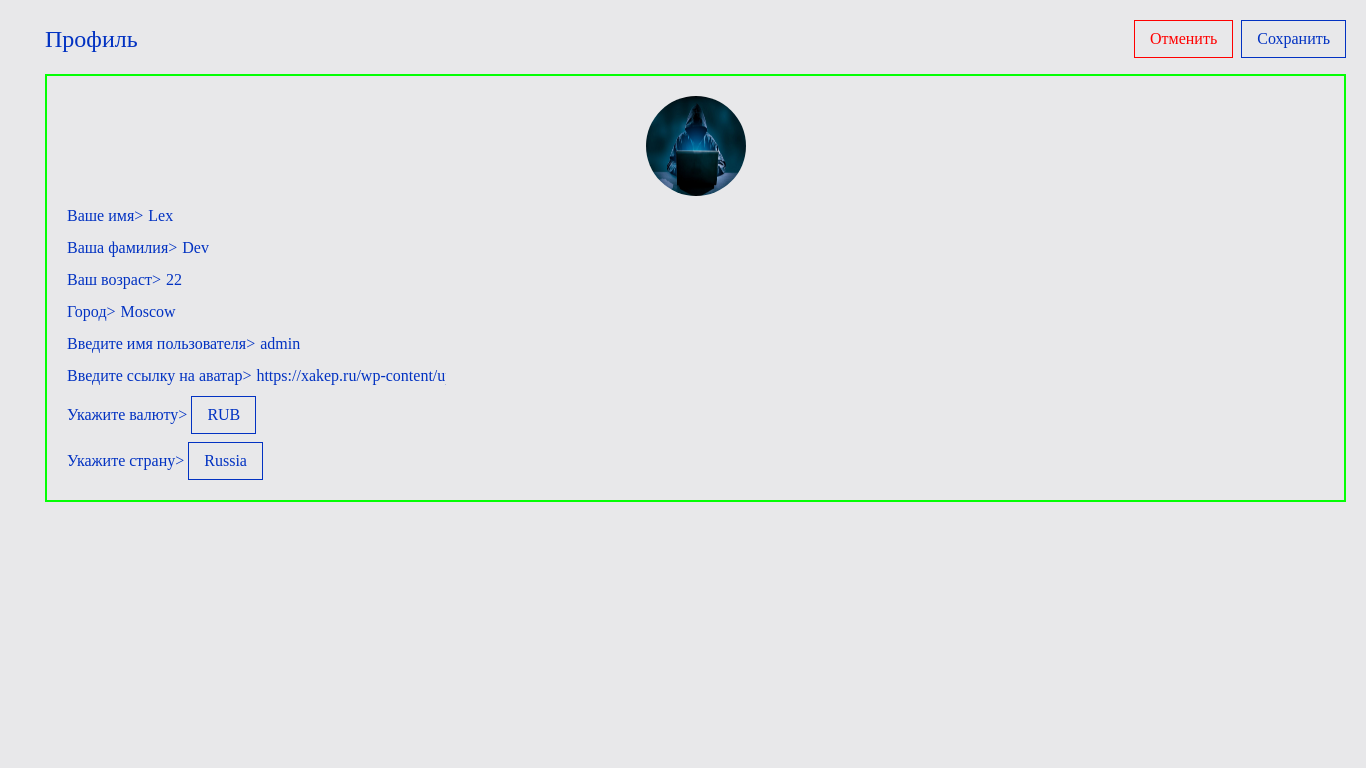 Профиль
Отменить
Сохранить
Ваше имя> Lex
Ваша фамилия> Dev
Ваш возраст> 22
Город> Moscow
Введите имя пользователя> admin
Введите ссылку на аватар> https://xakep.ru/wp-content/u
Укажите валюту> RUB
Укажите страну> Russia